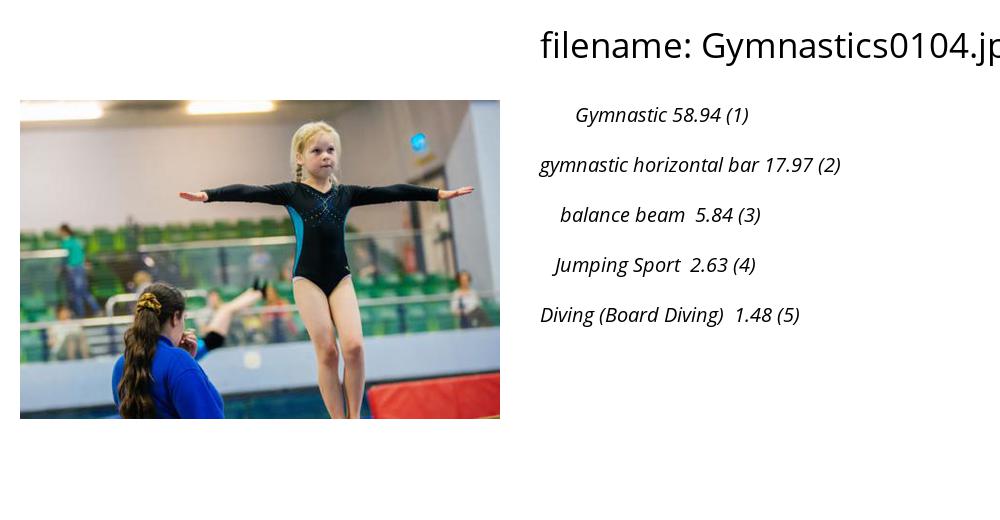 filename: Gymnastics0104.jp
Gymnastic 58.94 (1)
gymnastic horizontal bar 17.97 (2)
balance beam 5.84 (3)
Jumping Sport 2.63 (4)
Diving (Board Diving) 1.48 (5)